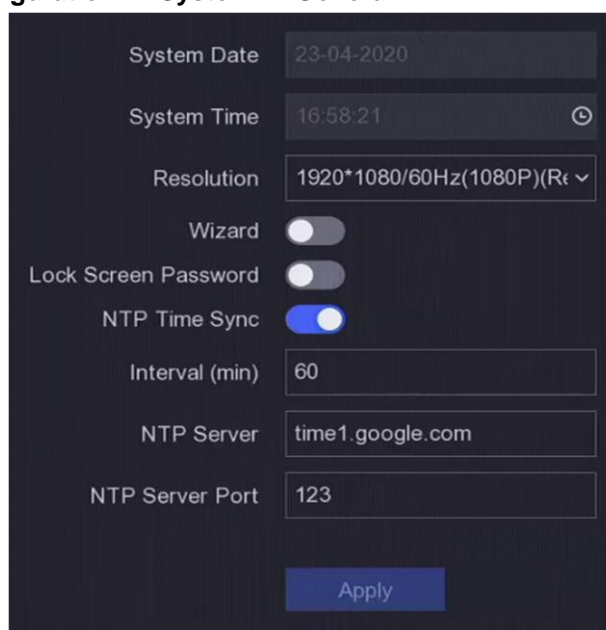 System Date 23-04-2020
System Time 16:58:21
Resolution 1920*1080/60Hz(1080P)(Re
Wizard
Lock Screen Password
NTP Time Sync
Interval (min) 60
NTP Server time1.google.com
NTP Server Port 123
Apply